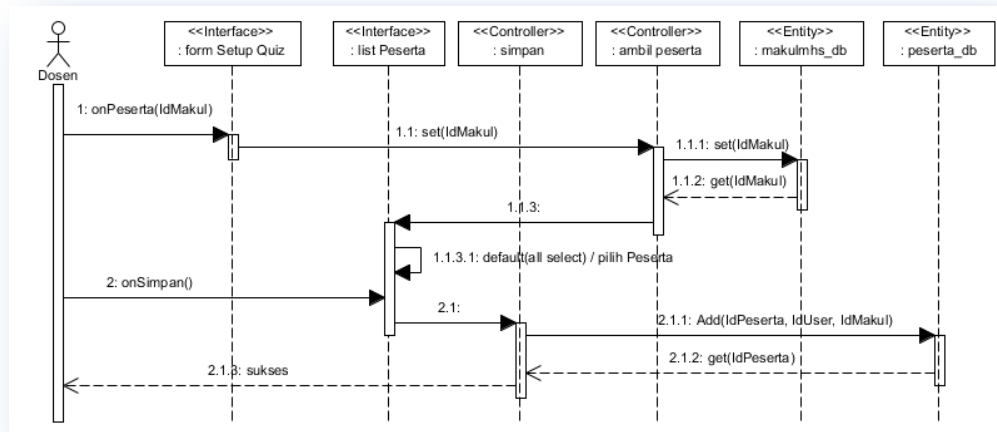 <<Interface>>
: form Setup Quiz
<<Interface>>
: list Peserta
<<Controller>>
: simpan
<<Controller>>
: ambil peserta
<<Entity>>
: makulmhs_db
<<Entity>>
: peserta_db
Dosen
1: onPeserta(IdMakul)
1.1: set(IdMakul)
1.1.1: set(IdMakul)
1.1.2: get(IdMakul)
1.1.3:
1.1.3.1: default(all select) / pilih Peserta
2: onSimpan()
2.1:
2.1.1: Add(IdPeserta, IdUser, IdMakul)
2.1.2: get(IdPeserta)
2.1.3: sukses